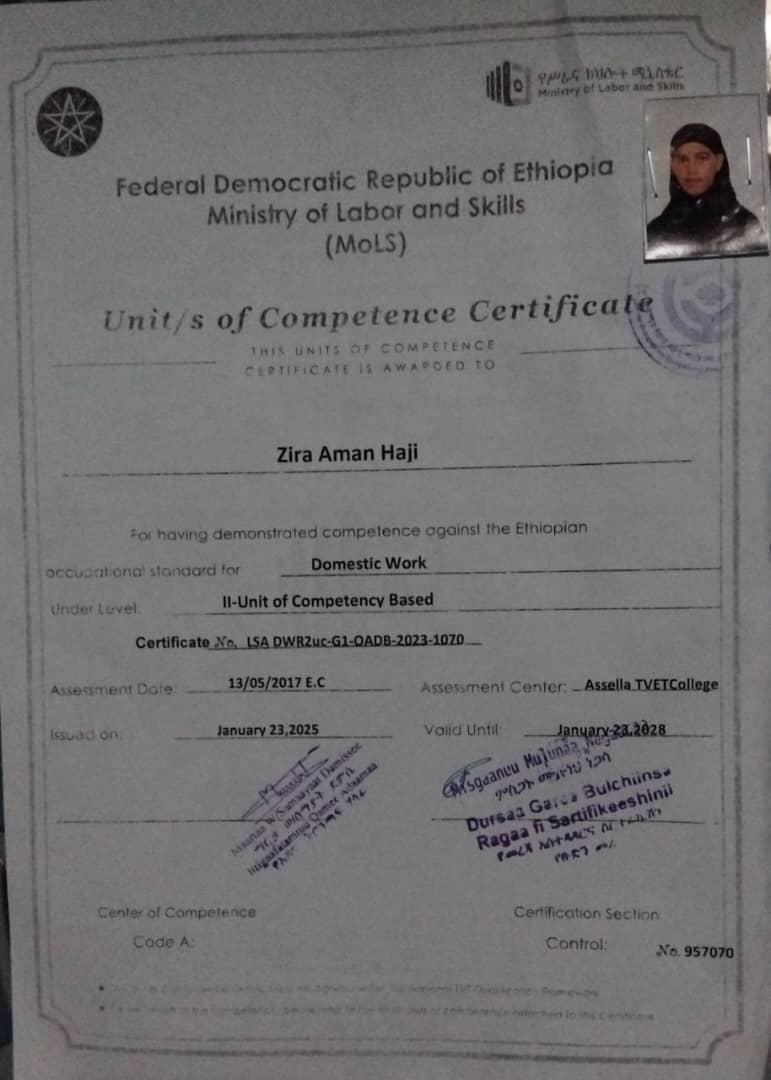 የሥራና ክህሎት ሚኒስቴር
Ministry of Labor and Skills
Federal Democratic Republic of Ethiopia
Ministry of Labor and Skills
(MoLS)
Unit/s of Competence Certificate
THIS UNITS OF COMPETENCE
CERTIFICATE IS AWARDED TO
Zira Aman Haji
For having demonstrated competence against the Ethiopian
occupational standard for Domestic Work
Under Level: II-Unit of Competency Based
Certificate No. LSA DWR2uc-G1-OADB-2023-1070
Assessment Date: 13/05/2017 E.C Assessment Center: Assella TVETCollege
Issued on: January 23,2025 Valid Until: January 23,2028
Dursaa Garee Bulchiinsa
Ragaa fi Sartifikeeshinii
Center of Competence Certification Section
Code A: Control: No. 957070